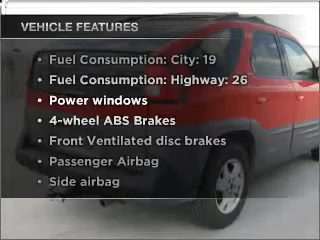 VEHICLE FEATURES
• Fuel Consumption: City: 19
• Fuel Consumption: Highway: 26
• Power windows
• 4-wheel ABS Brakes
• Front Ventilated disc brakes
• Passenger Airbag
• Side airbag